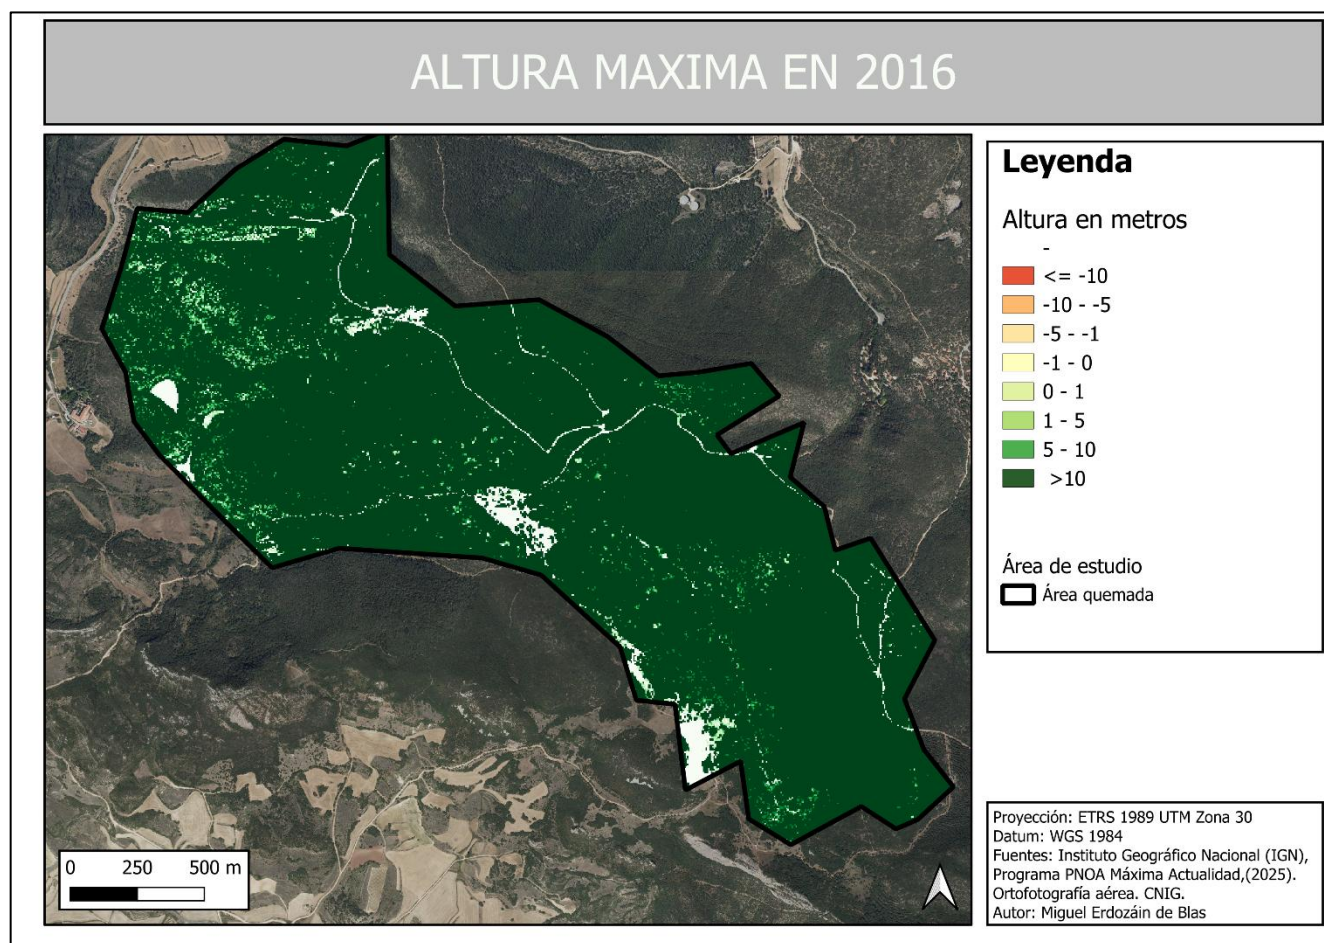 ALTURA MAXIMA EN 2016
Leyenda
Altura en metros
-
<= -10
-10 - -5
-5 - -1
-1 - 0
0 - 1
1 - 5
5 - 10
>10
Área de estudio
Área quemada
0 250 500 m
Proyección: ETRS 1989 UTM Zona 30
Datum: WGS 1984
Fuentes: Instituto Geográfico Nacional (IGN),
Programa PNOA Máxima Actualidad,(2025).
Ortofotografía aérea. CNIG.
Autor: Miguel Erdozáin de Blas